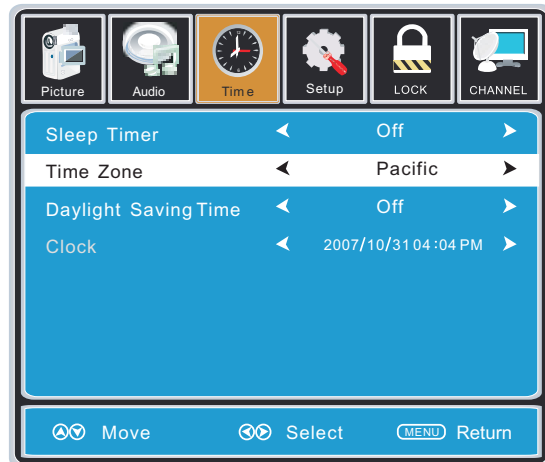 Picture Audio Time Setup LOCK CHANNEL
Sleep Timer Off
Time Zone Pacific
Daylight Saving Time Off
Clock 2007/10/31 04:04 PM
Move Select MENU Return